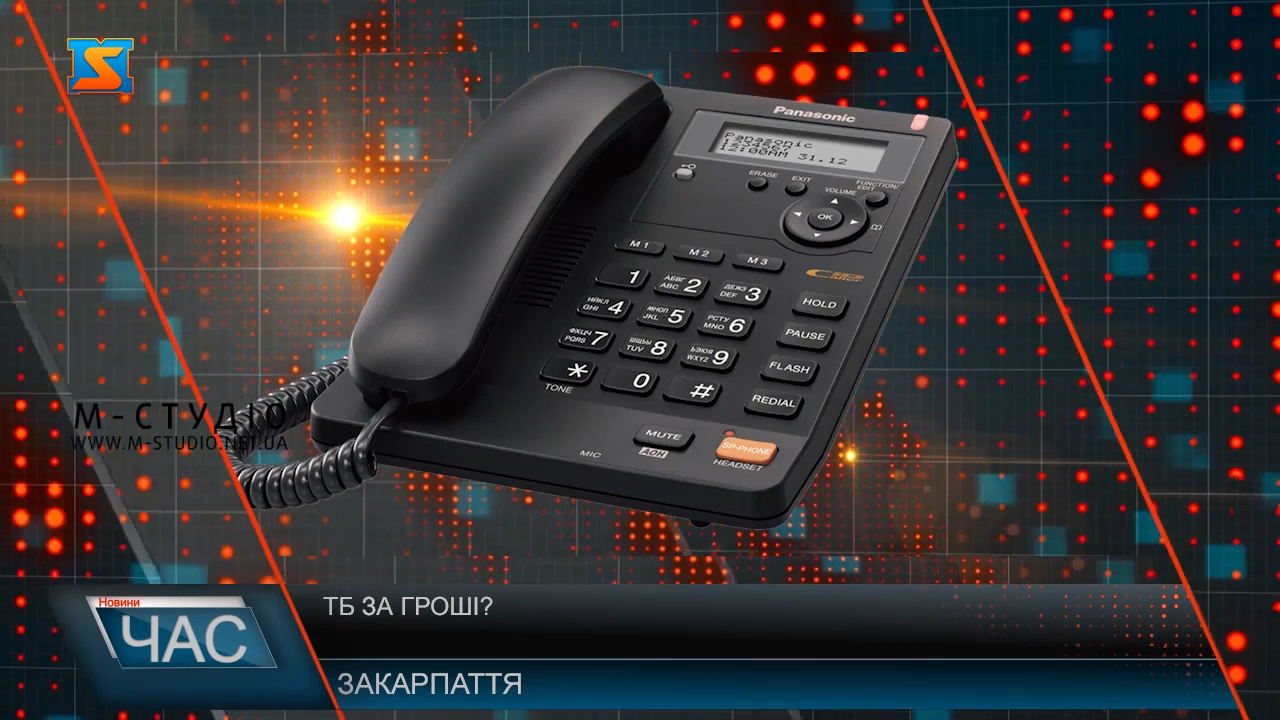 Panasonic
Panasonic
12:00AM 31.12
ERASE EXIT
VOLUME
FUNCTION/
EDIT
OK
M 1 M 2 M 3
1
АБВГ
ABC 2
ДЕЖЗ
DEF 3
HOLD
ИЙКЛ
GHI 4
МНОП
JKL 5
РСТУ
MNO 6
PAUSE
ФХЦЧ
PQRS 7
ШЩЪЫ
TUV 8
ЬЭЮЯ
WXYZ 9
FLASH
* 0 #
TONE
REDIAL
MUTE
АОН
MIC
SP-PHONE
HEADSET
М-СТУДІО
WWW.M-STUDIO.NET.UA
Новини
ЧАС
ТБ ЗА ГРОШІ?
ЗАКАРПАТТЯ